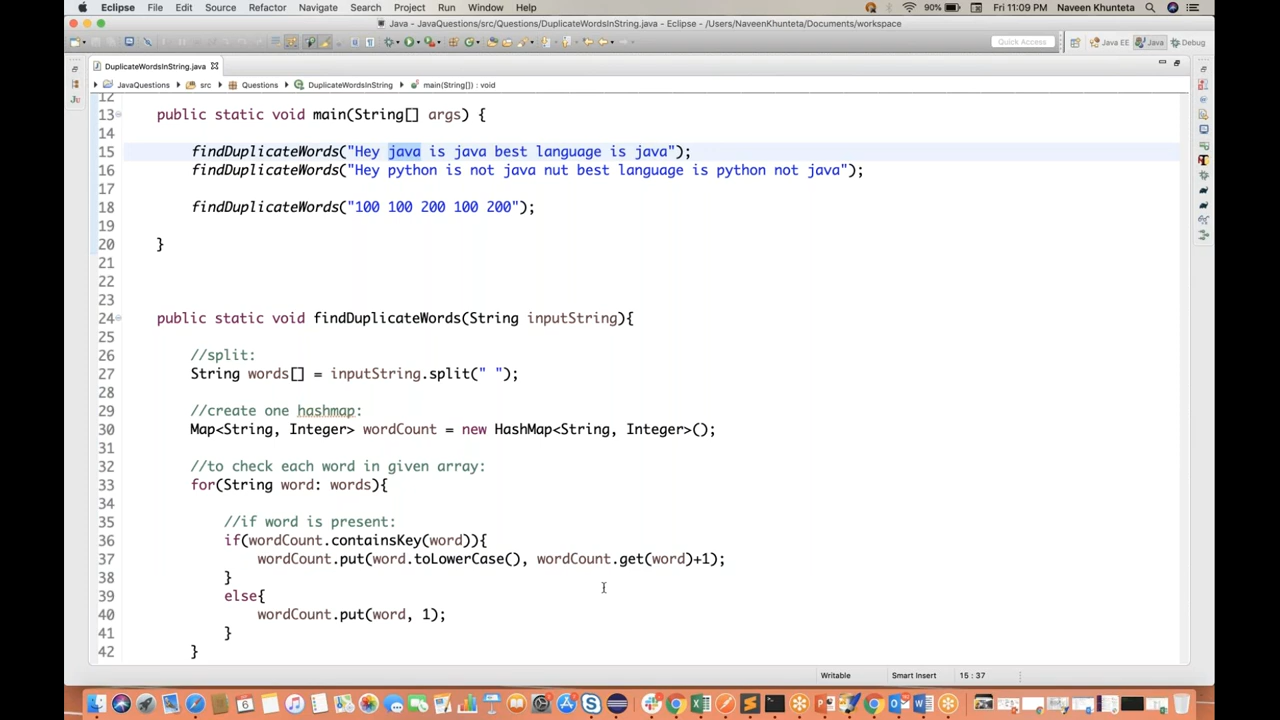 Eclipse File Edit Source Refactor Navigate Search Project Run Window Help 90% Fri 11:09 PM Naveen Khunteta
Java - JavaQuestions/src/Questions/DuplicateWordsInString.java - Eclipse - /Users/NaveenKhunteta/Documents/workspace
Quick Access Java EE Java Debug
DuplicateWordsInString.java
JavaQuestions src Questions DuplicateWordsInString main(String[]) : void
12
13 public static void main(String[] args) {
14
15 findDuplicateWords("Hey java is java best language is java");
16 findDuplicateWords("Hey python is not java nut best language is python not java");
17
18 findDuplicateWords("100 100 200 100 200");
19
20 }
21
22
23
24 public static void findDuplicateWords(String inputString){
25
26 //split:
27 String words[] = inputString.split(" ");
28
29 //create one hashmap:
30 Map<String, Integer> wordCount = new HashMap<String, Integer>();
31
32 //to check each word in given array:
33 for(String word: words){
34
35 //if word is present:
36 if(wordCount.containsKey(word)){
37 wordCount.put(word.toLowerCase(), wordCount.get(word)+1);
38 }
39 else{
40 wordCount.put(word, 1);
41 }
42 }
Writable Smart Insert 15 : 37